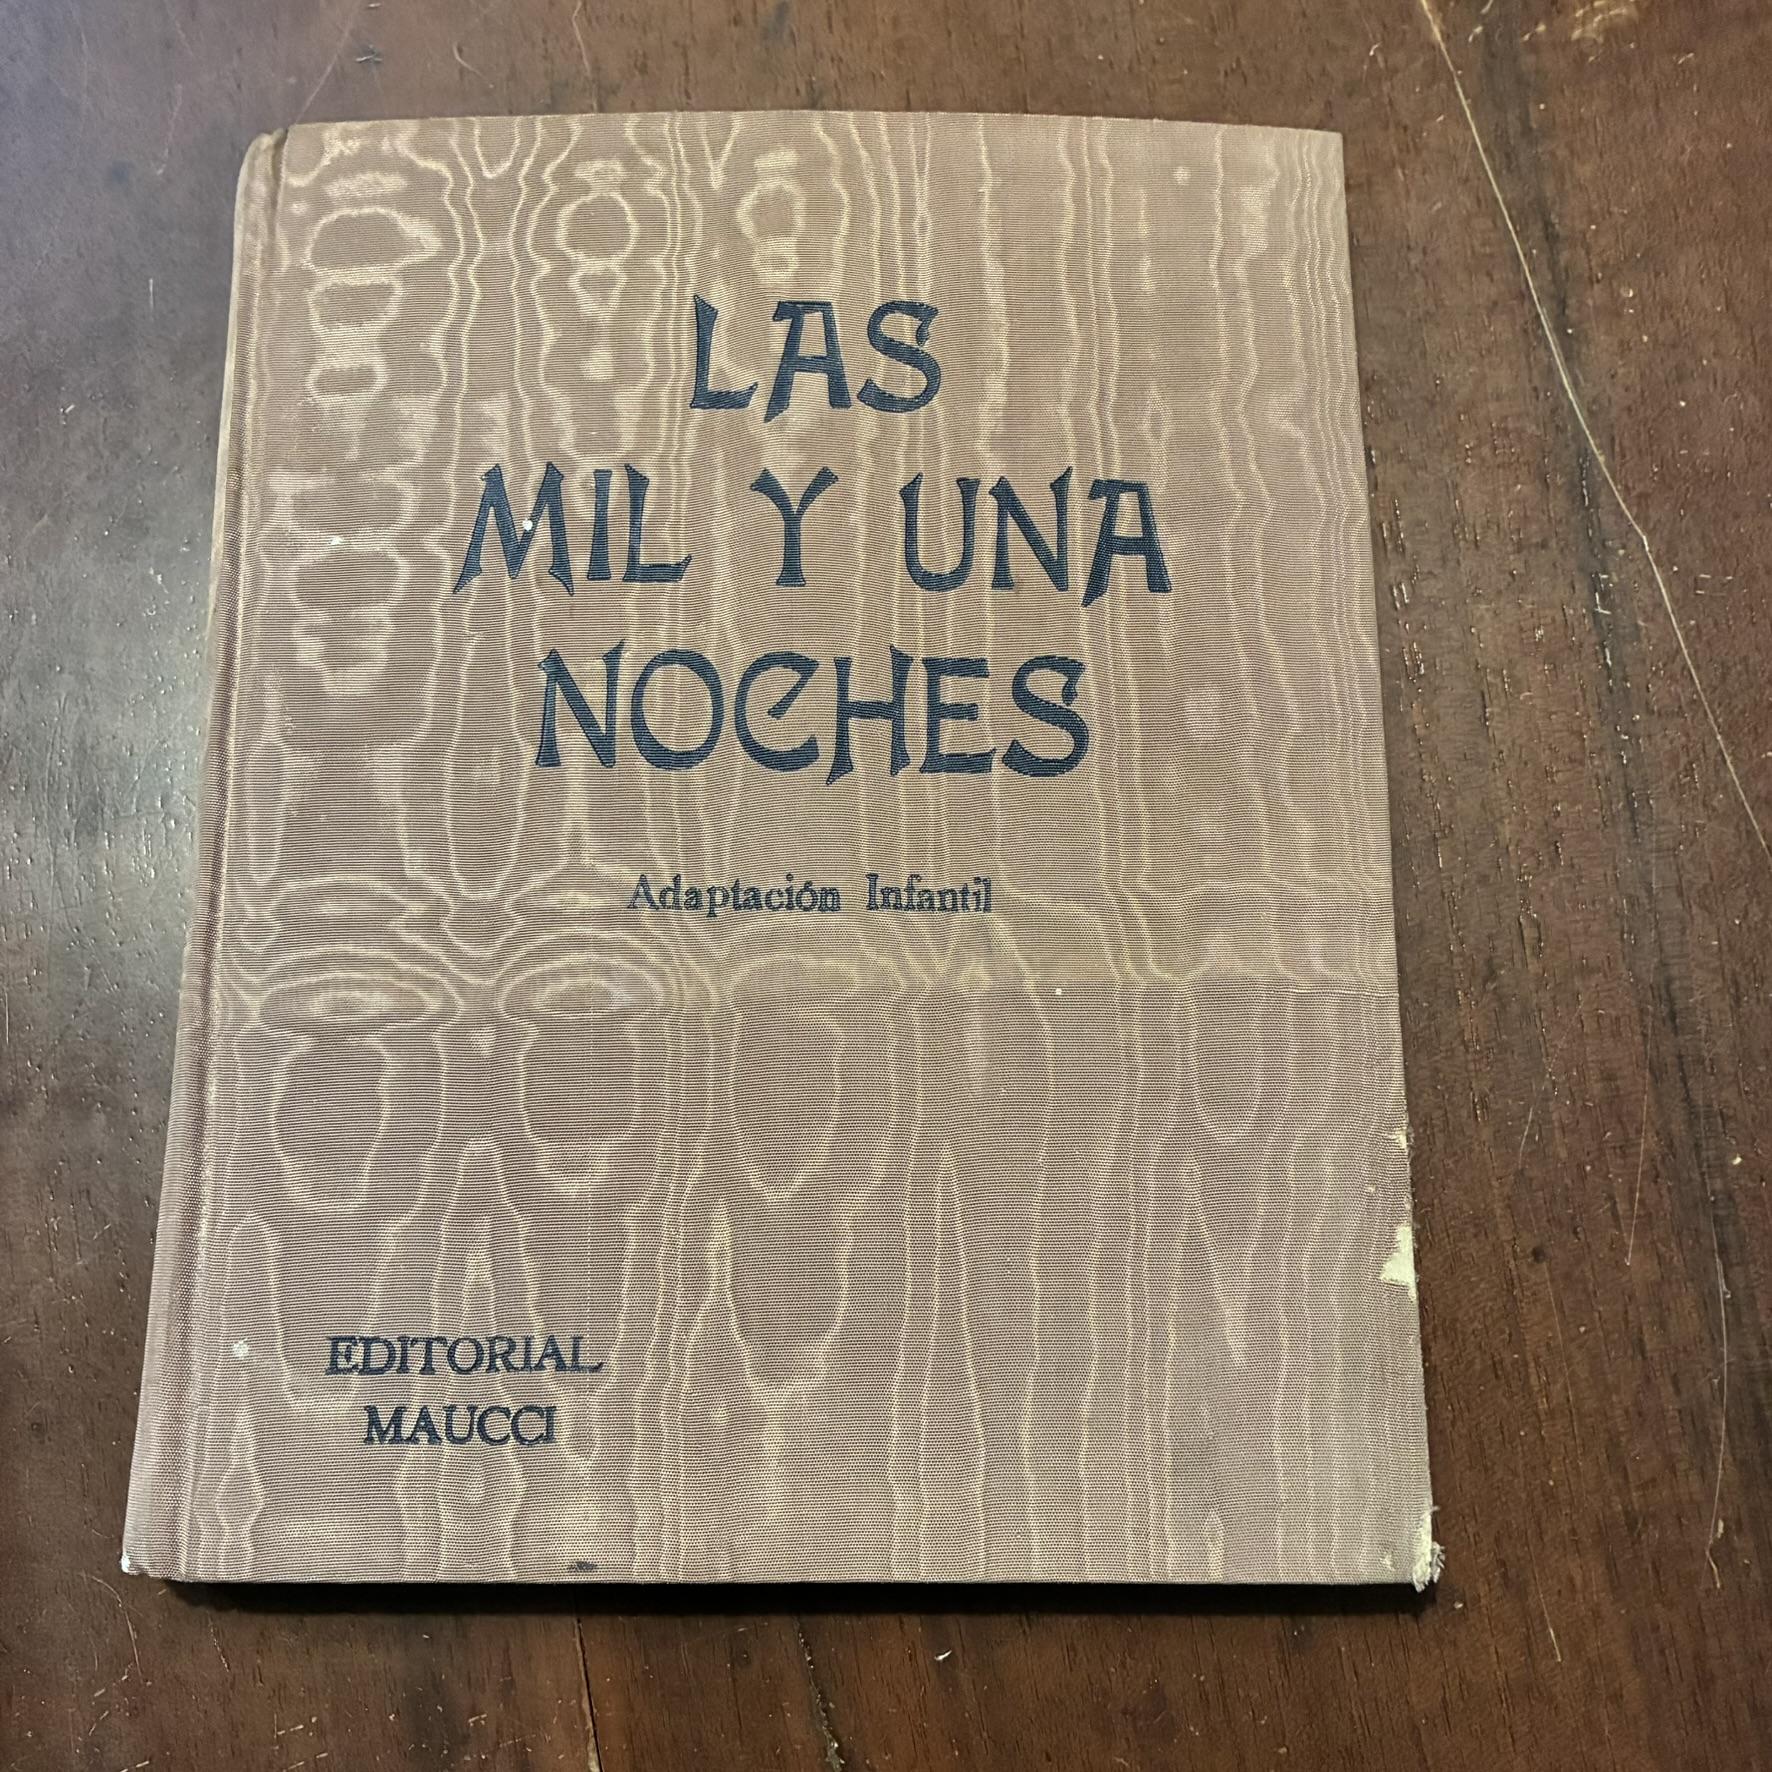 LAS
MIL Y UNA
NOCHES
Adaptación Infantil
EDITORIAL
MAUCCI